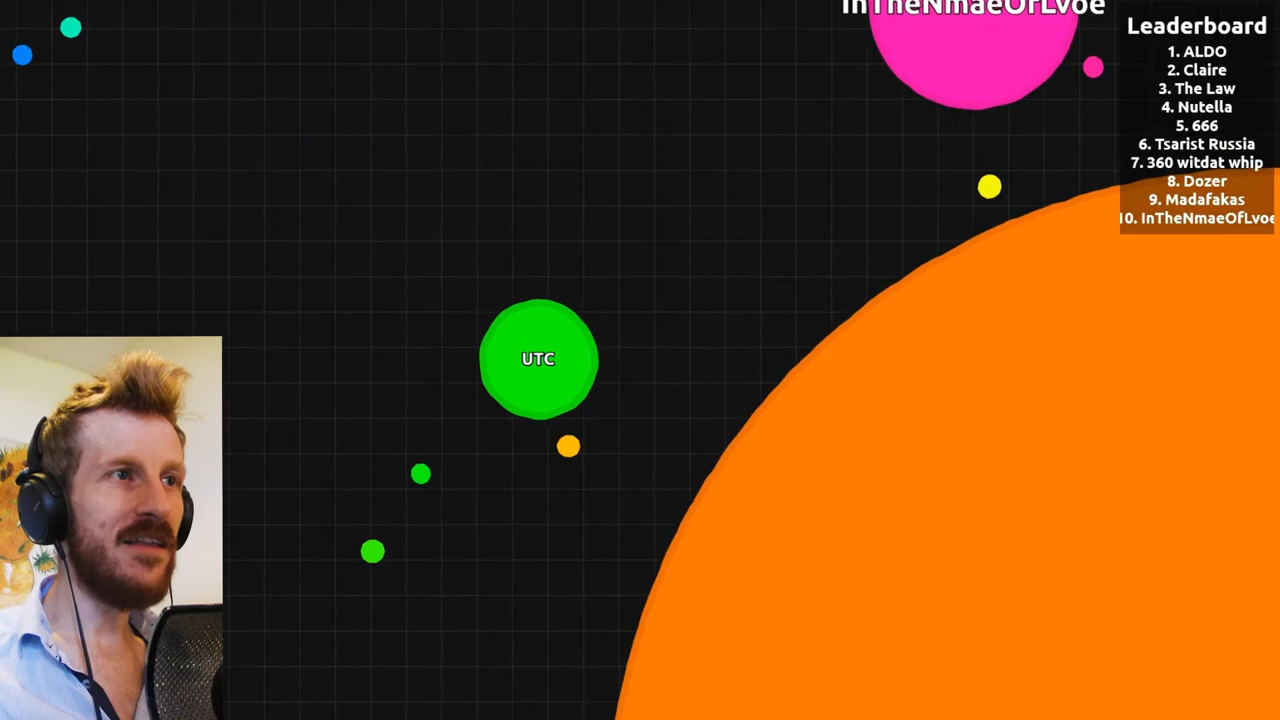 InTheNmaeOfLvoe
Leaderboard
1. ALDO
2. Claire
3. The Law
4. Nutella
5. 666
6. Tsarist Russia
7. 360 witdat whip
8. Dozer
9. Madafakas
10. InTheNmaeOfLvoe
UTC